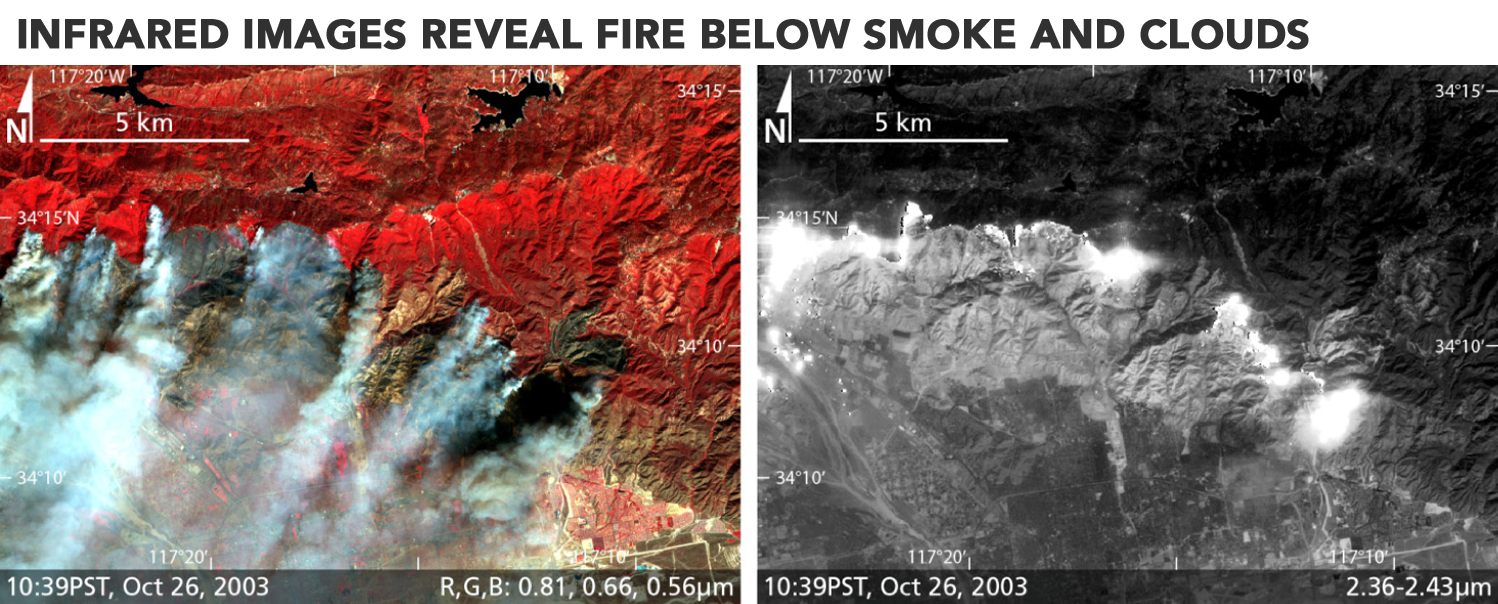 INFRARED IMAGES REVEAL FIRE BELOW SMOKE AND CLOUDS
117°20′W 117°10′
34°15′
5 km
N
34°15′N
34°10′
34°10′
117°20′ 117°10′
10:39PST, Oct 26, 2003 R,G,B: 0.81, 0.66, 0.56µm
117°20′W 117°10′
34°15′
5 km
N
34°15′N
34°10′
34°10′
117°20′ 117°10′
10:39PST, Oct 26, 2003 2.36-2.43µm